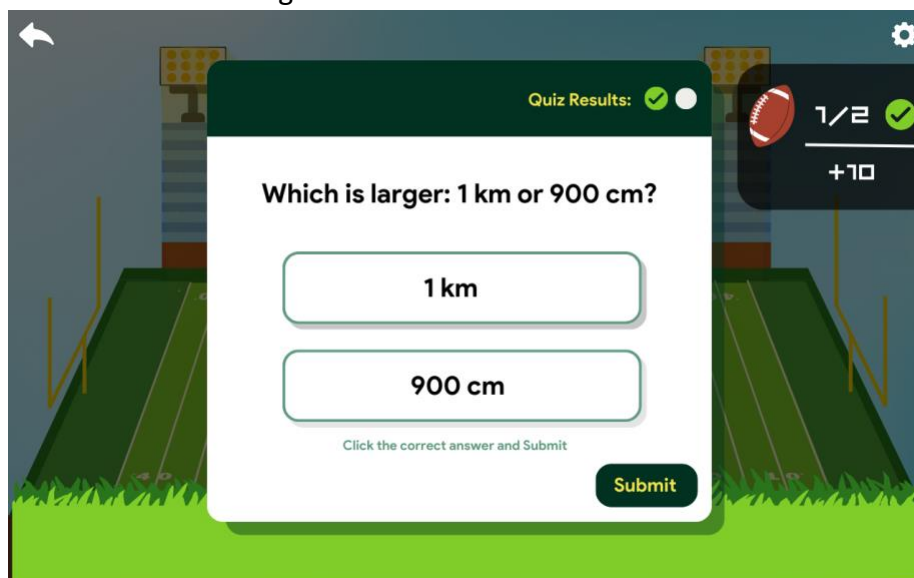 Quiz Results:
1/2
+10
Which is larger: 1 km or 900 cm?
1 km
900 cm
Click the correct answer and Submit
Submit
40